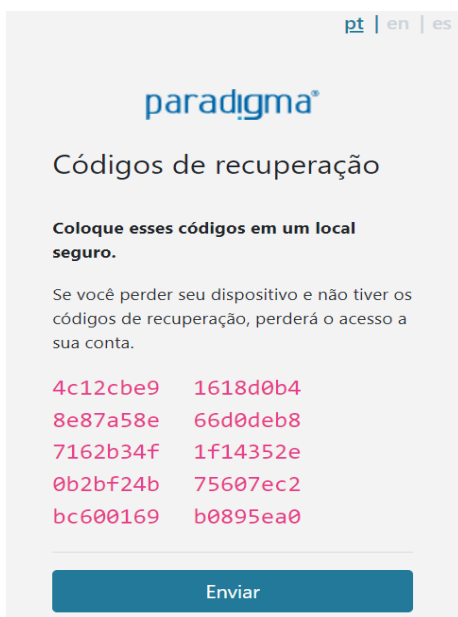 pt | en | es
paradigma®
Códigos de recuperação
Coloque esses códigos em um local
seguro.
Se você perder seu dispositivo e não tiver os
códigos de recuperação, perderá o acesso a
sua conta.
4c12cbe9 1618d0b4
8e87a58e 66d0deb8
7162b34f 1f14352e
0b2bf24b 75607ec2
bc600169 b0895ea0
Enviar